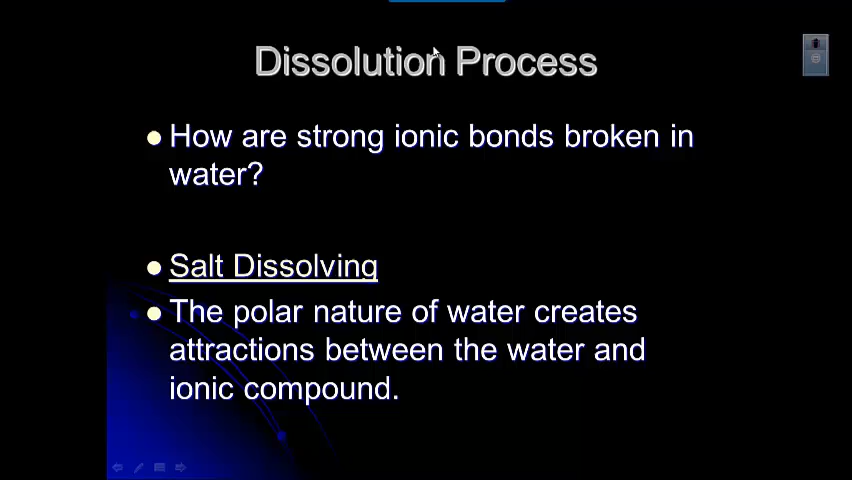 Dissolution Process
How are strong ionic bonds broken in
water?
Salt Dissolving
The polar nature of water creates
attractions between the water and
ionic compound.